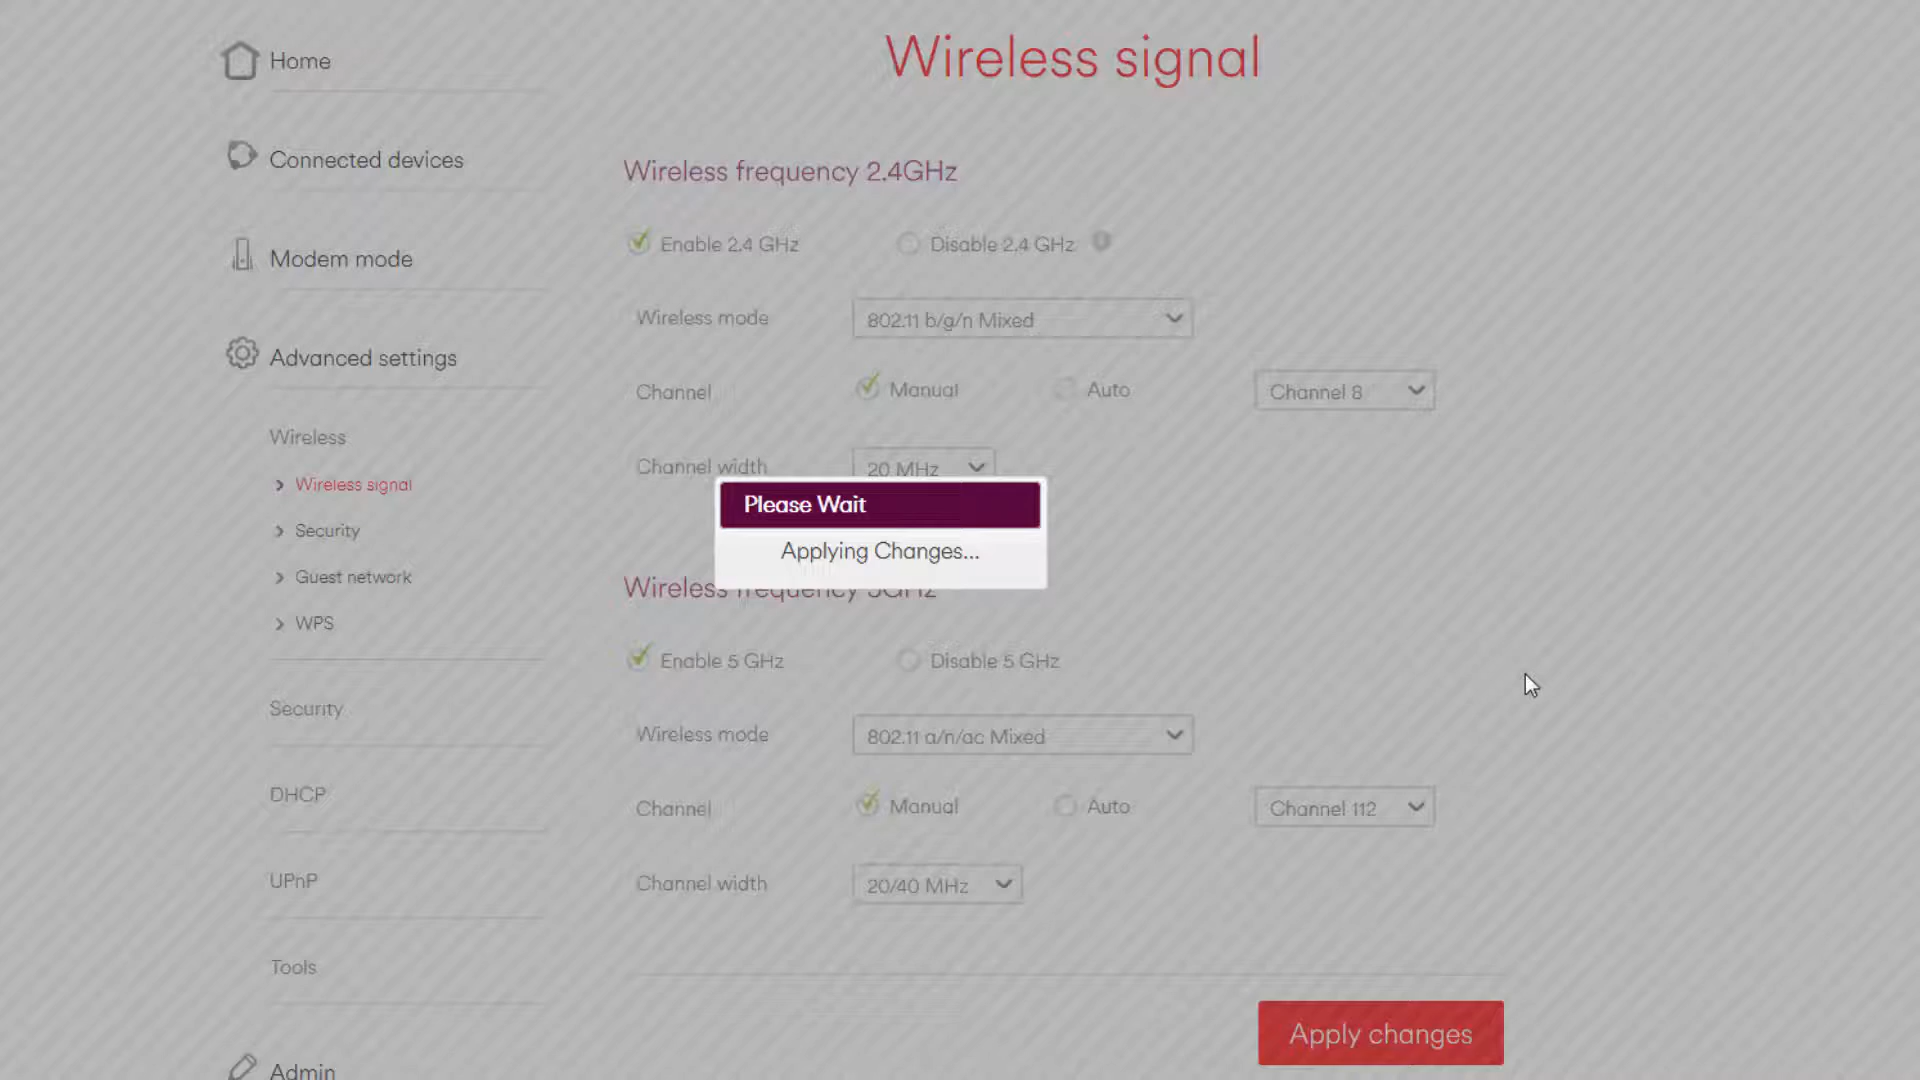 Home
Connected devices
Modem mode
Advanced settings
Wireless
Wireless signal
Security
Guest network
WPS
Security
DHCP
UPnP
Tools
Admin
Wireless signal
Wireless frequency 2.4GHz
Enable 2.4 GHz
Disable 2.4 GHz
Wireless mode
802.11 b/g/n Mixed
Channel
Manual
Auto
Channel 8
Channel width
20 MHz
Please Wait
Applying Changes...
Wireless frequency 5GHz
Enable 5 GHz
Disable 5 GHz
Wireless mode
802.11 a/n/ac Mixed
Channel
Manual
Auto
Channel 112
Channel width
20/40 MHz
Apply changes